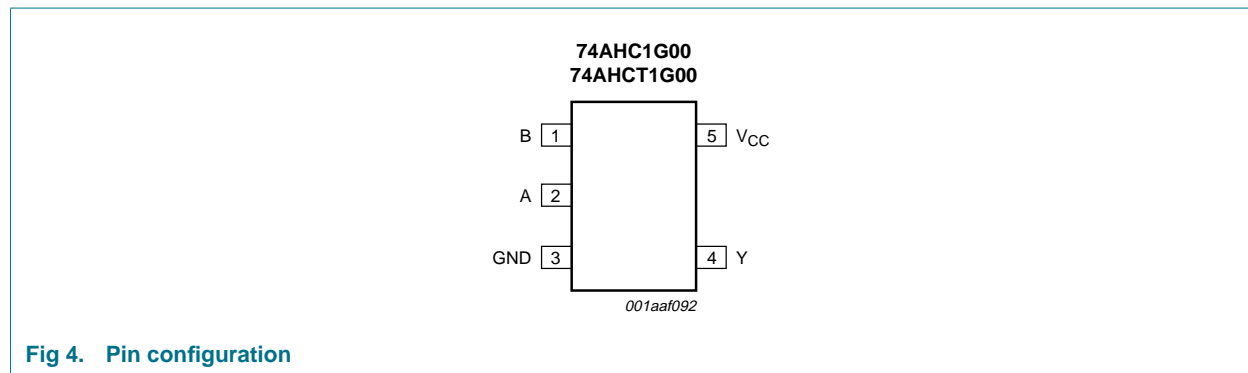 74AHC1G00
74AHCT1G00
B 1
5 VCC
A 2
GND 3
4 Y
001aaf092
Fig 4. Pin configuration